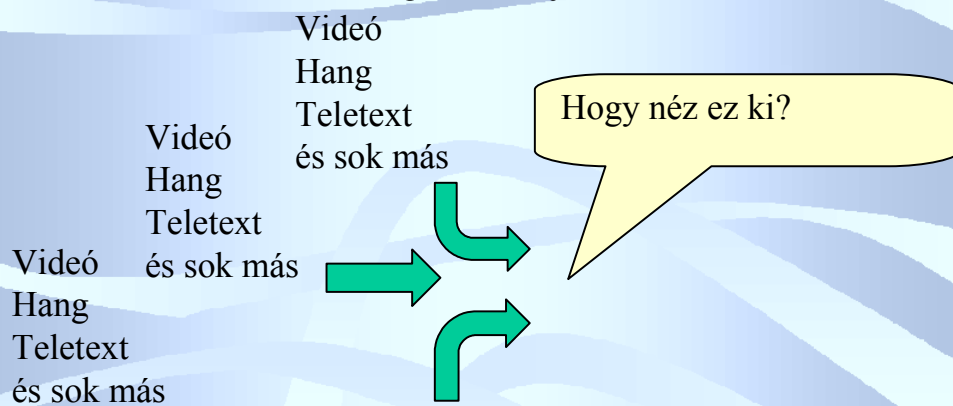 Videó
Hang
Teletext
és sok más
Videó
Hang
Teletext
és sok más
Videó
Hang
Teletext
és sok más
Hogy néz ez ki?